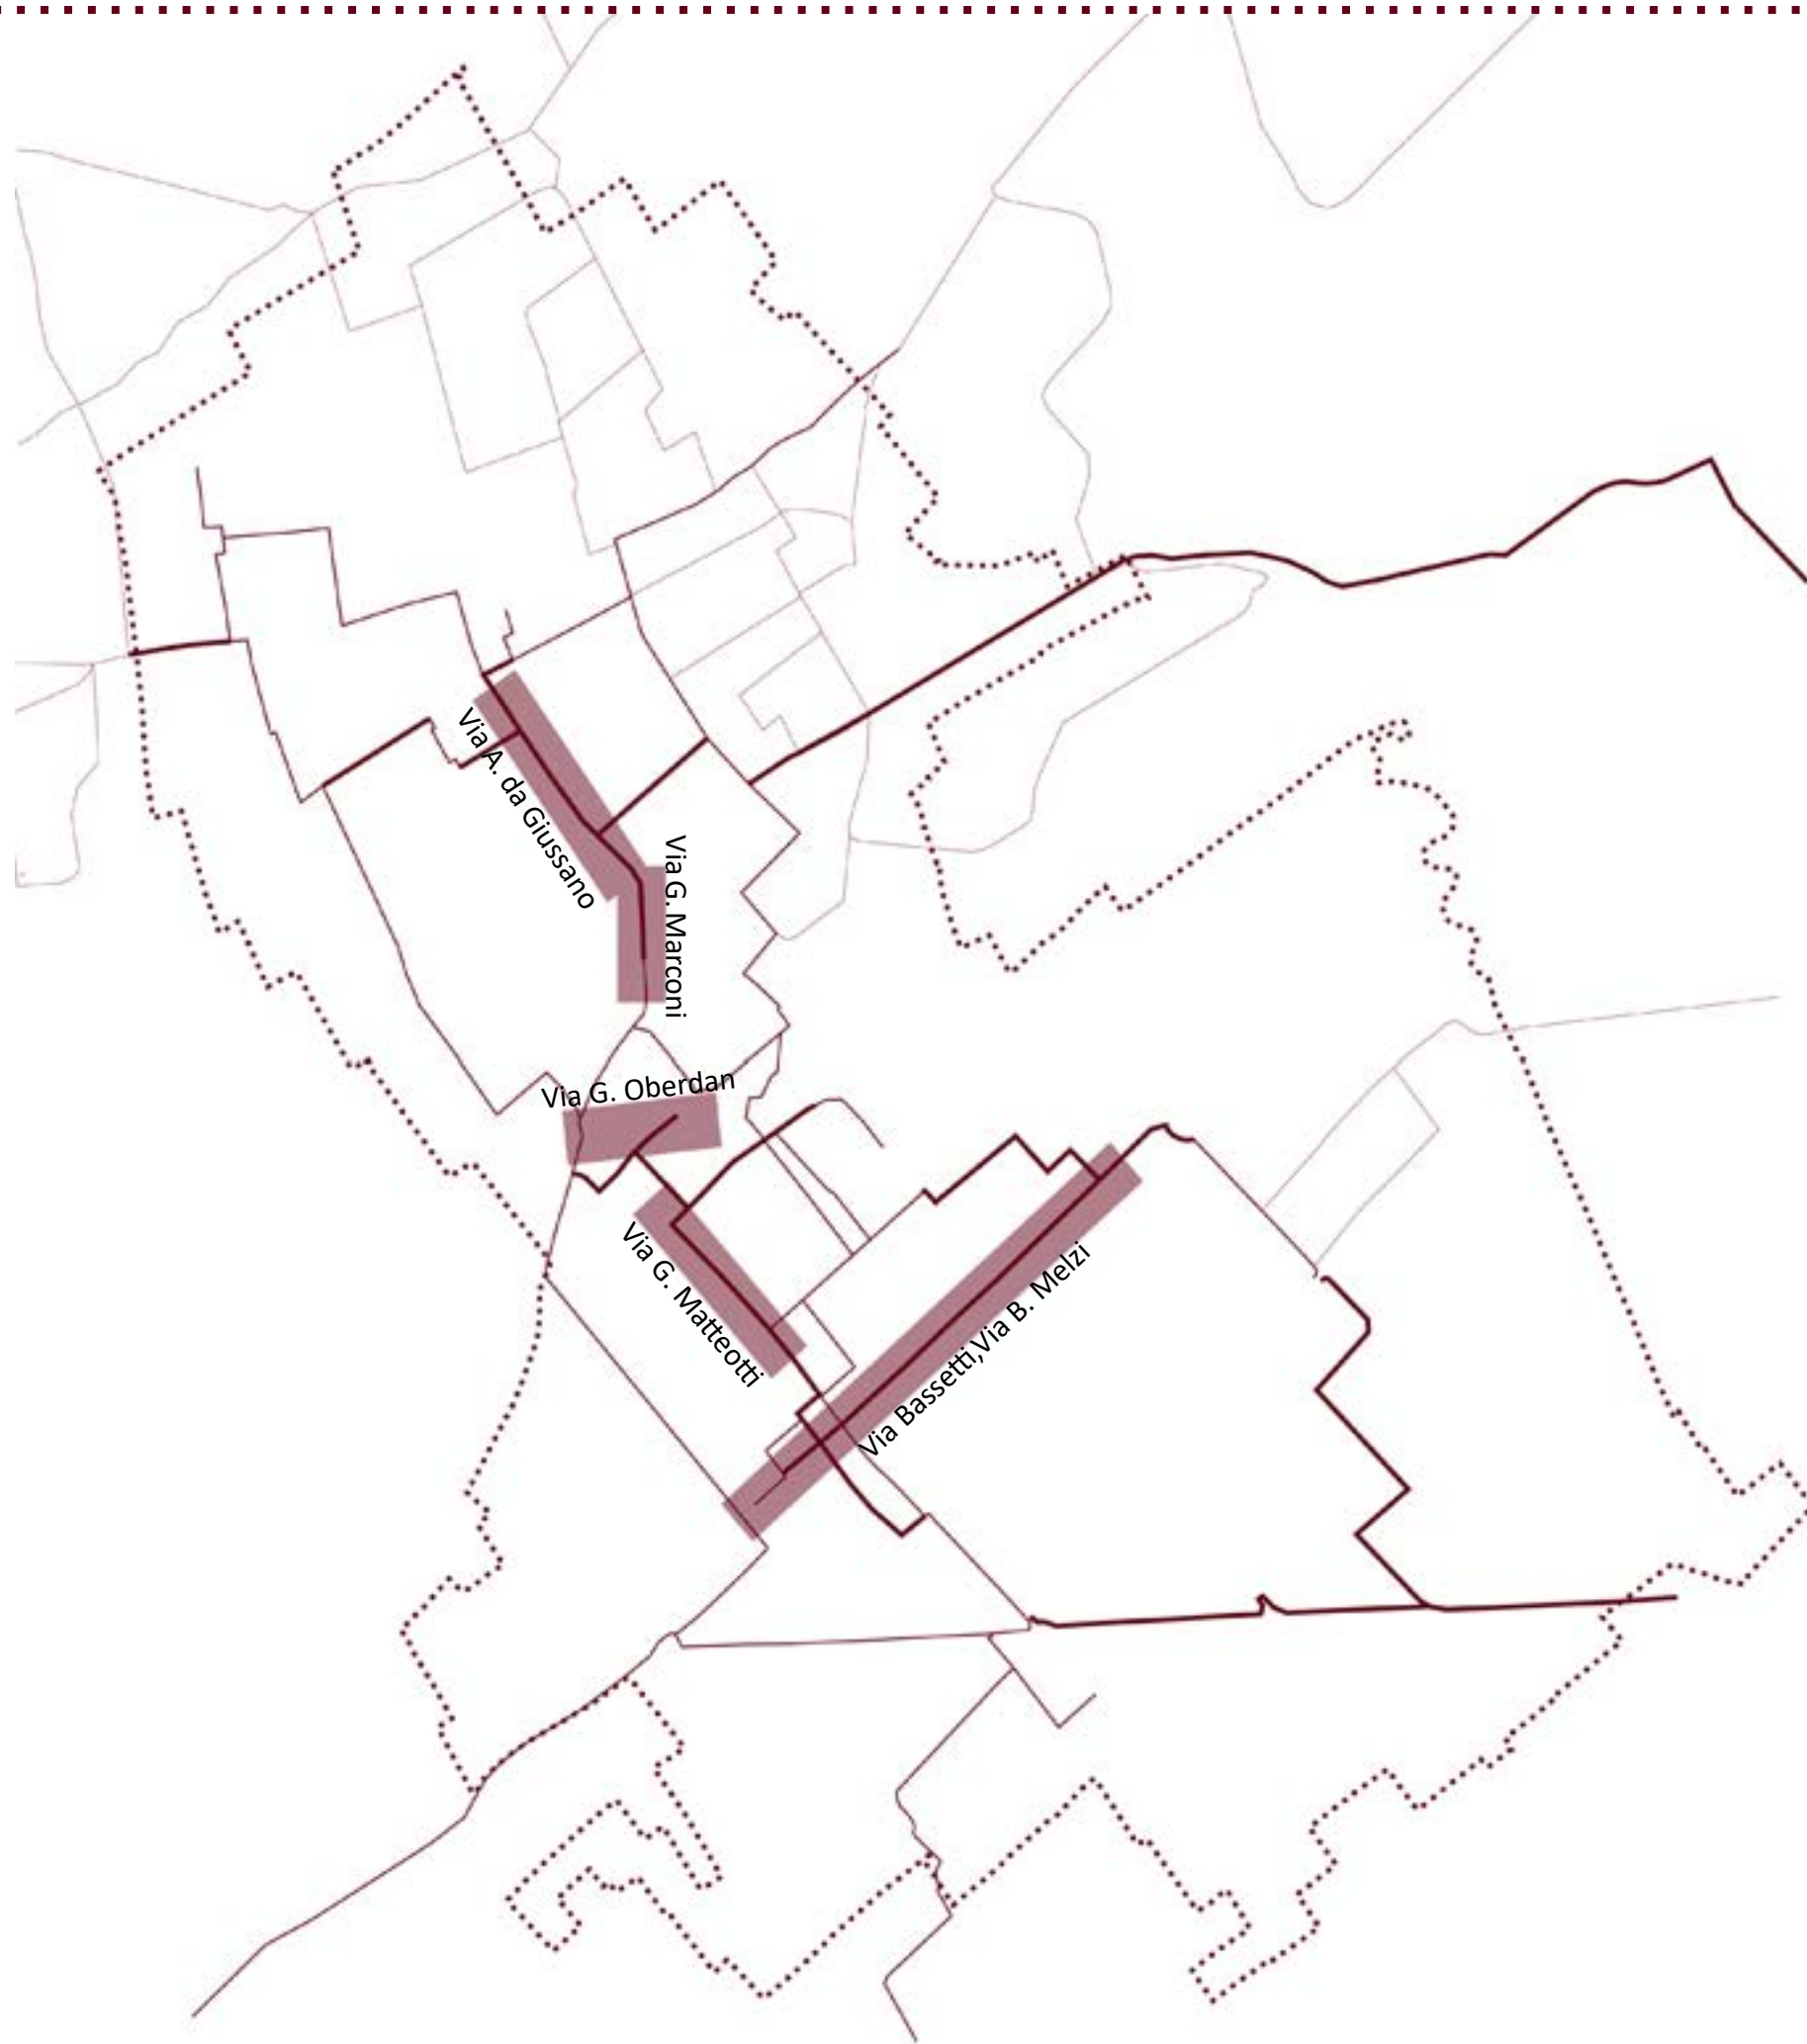 Via A. da Giussano
Via G. Marconi
Via G. Oberdan
Via G. Matteotti
Via Bassetti,Via B. Melzi